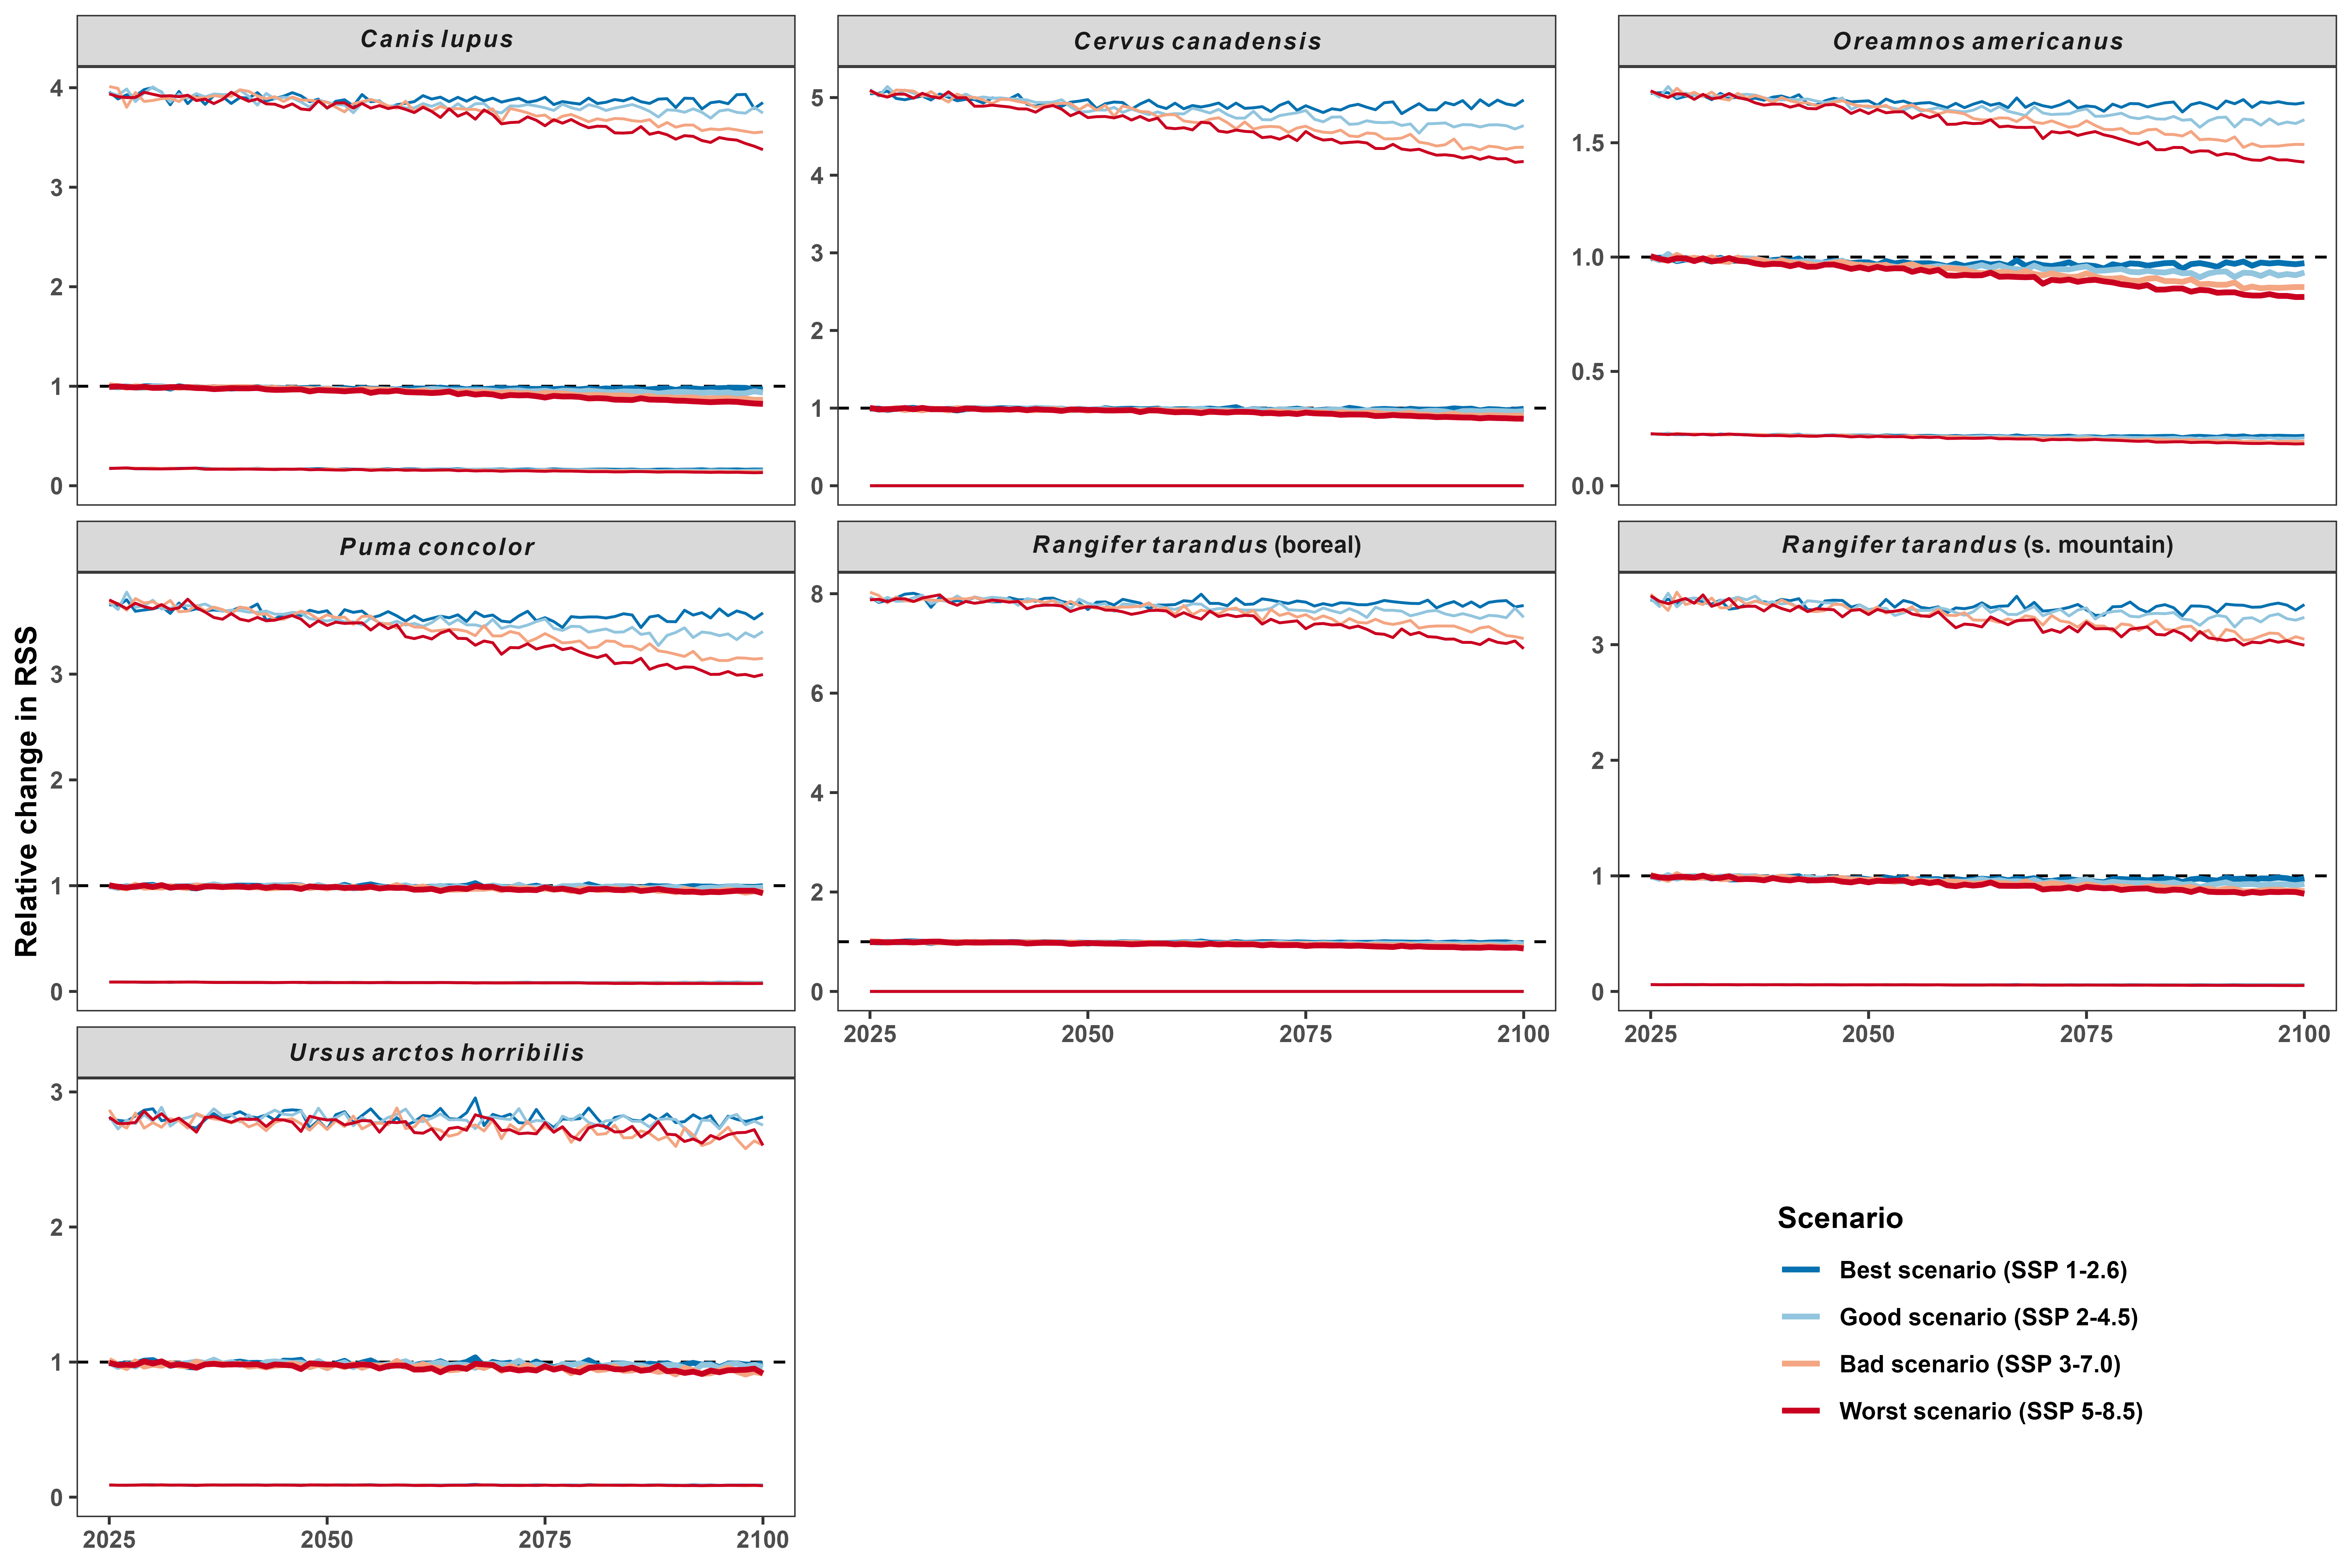 Canis lupus
Cervus canadensis
Oreamnos americanus
4
3
2
1
0
5
4
3
2
1
0
1.5
1.0
0.5
0.0
Puma concolor
Rangifer tarandus (boreal)
Rangifer tarandus (s. mountain)
Relative change in RSS
3
2
1
0
8
6
4
2
0
3
2
1
0
2025 2050 2075 2100
2025 2050 2075 2100
Ursus arctos horribilis
3
2
1
0
2025 2050 2075 2100
Scenario
Best scenario (SSP 1-2.6)
Good scenario (SSP 2-4.5)
Bad scenario (SSP 3-7.0)
Worst scenario (SSP 5-8.5)